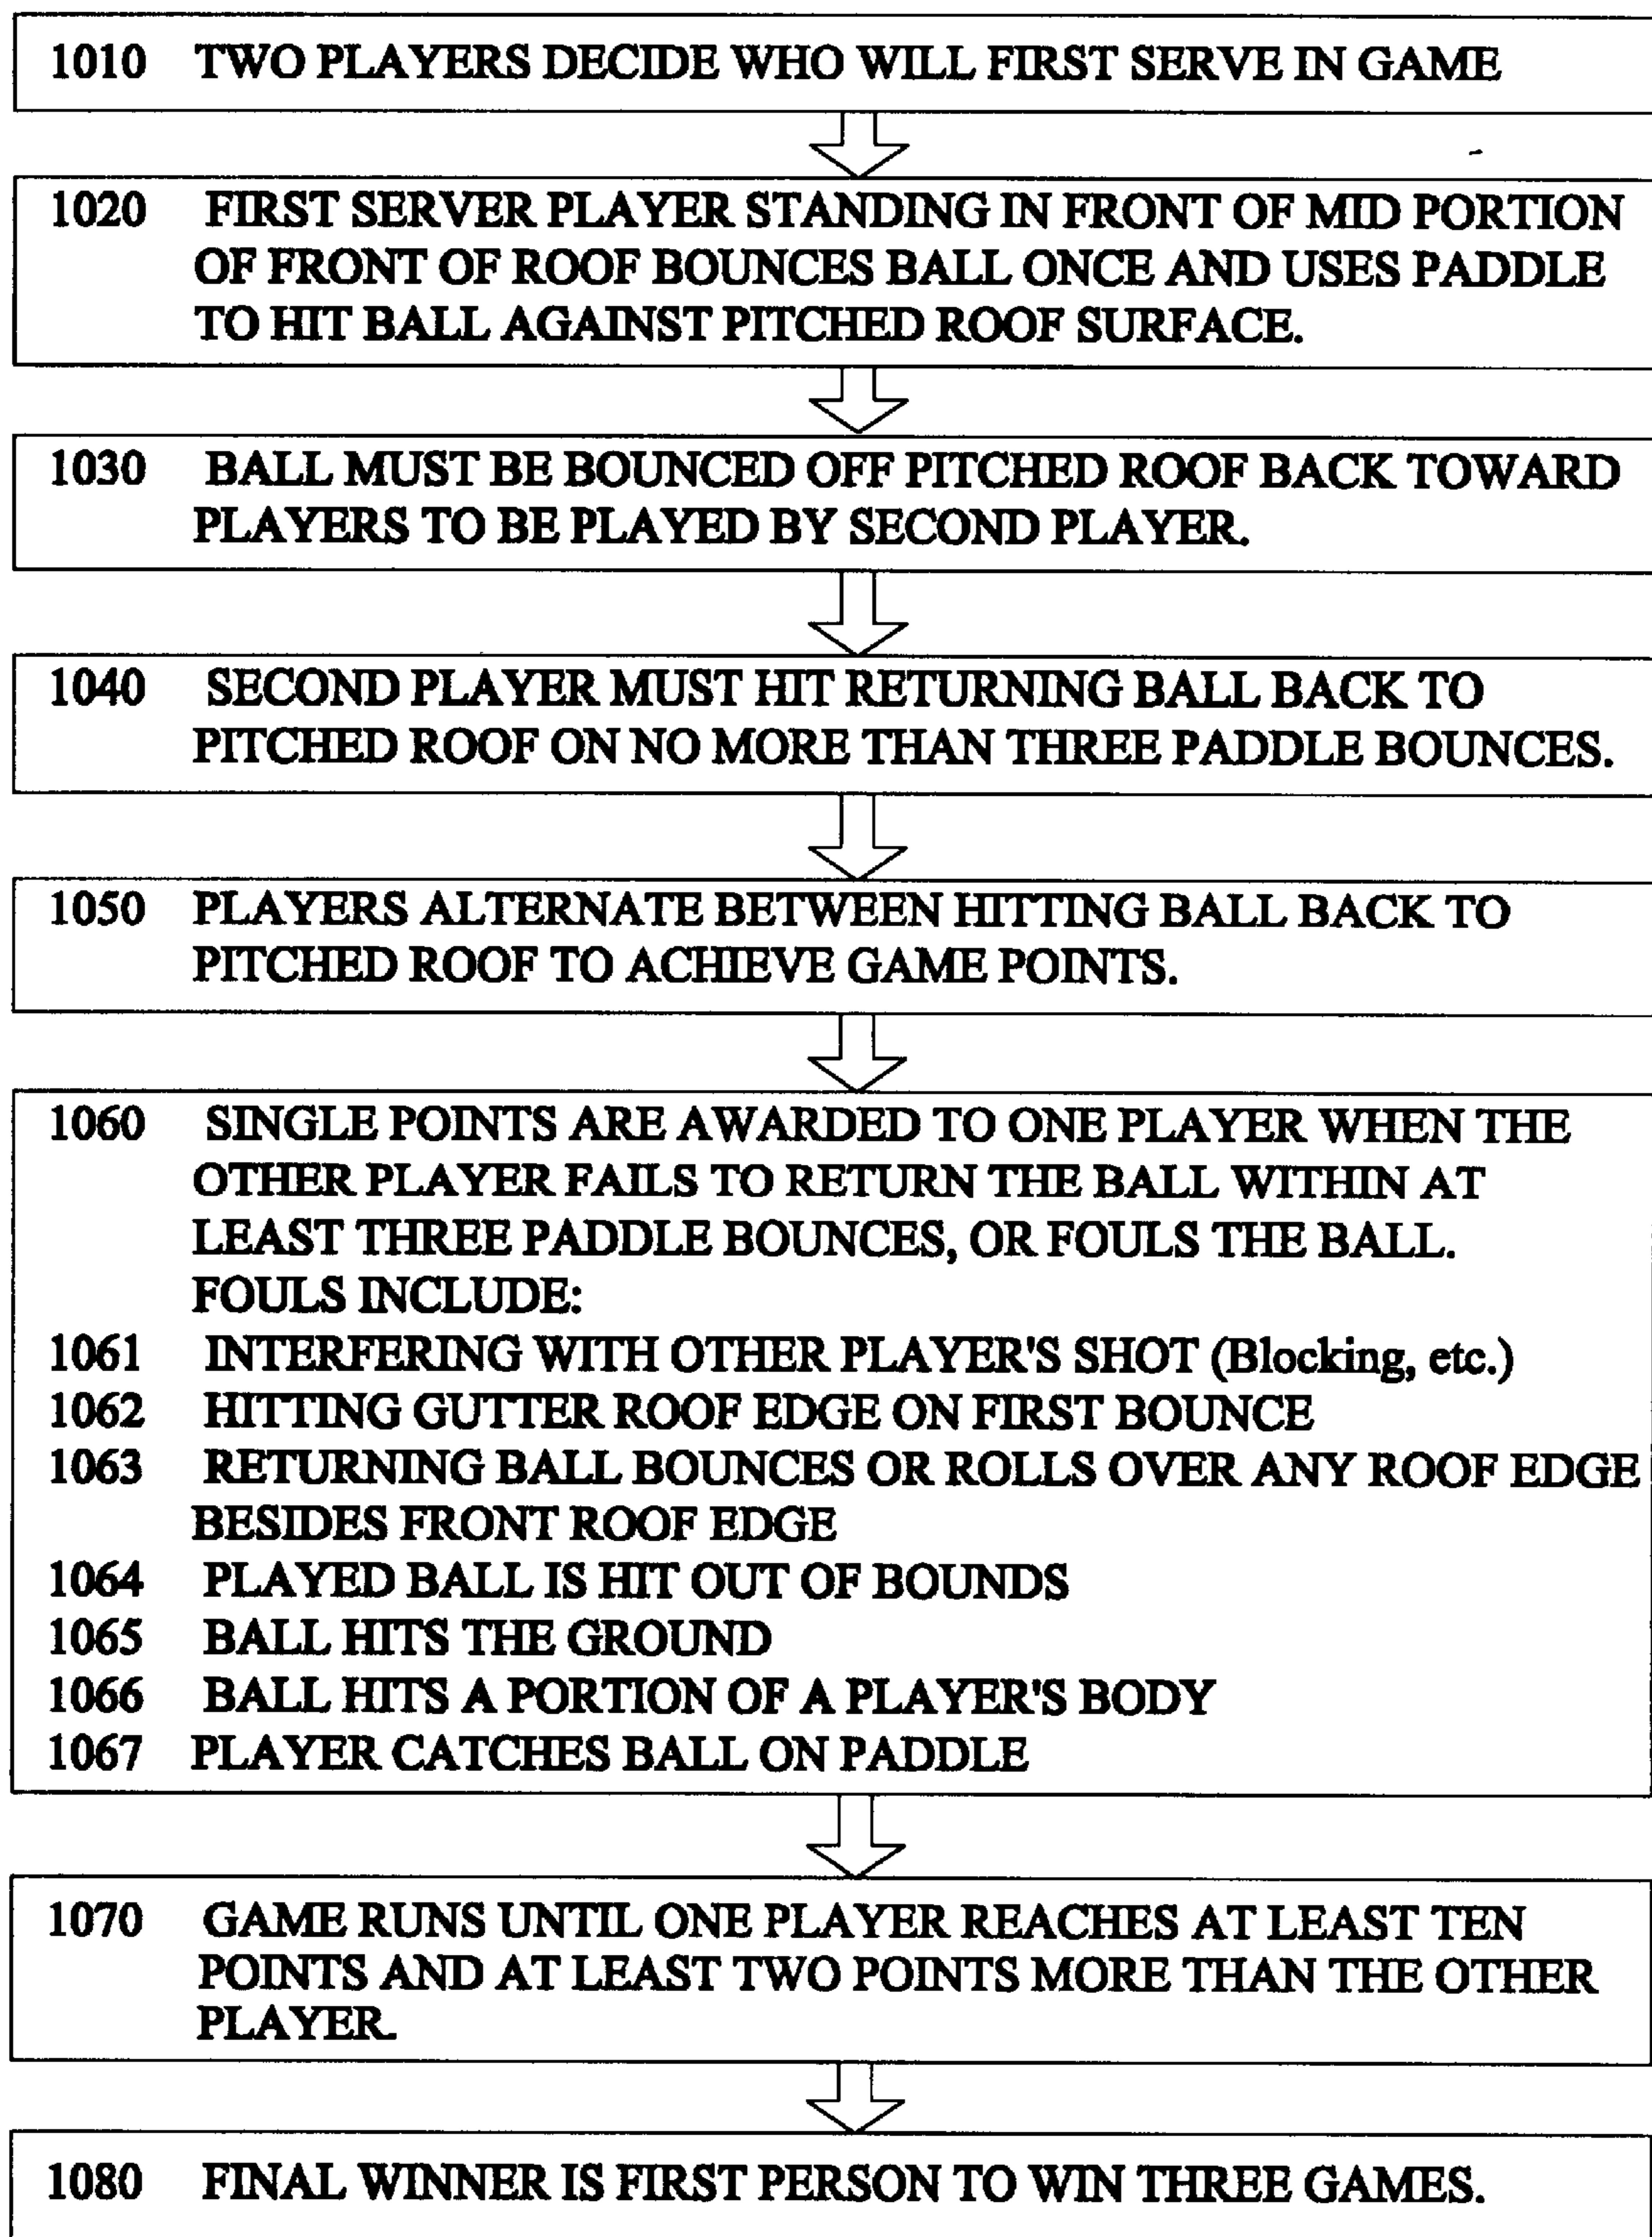 1010 TWO PLAYERS DECIDE WHO WILL FIRST SERVE IN GAME
1020 FIRST SERVER PLAYER STANDING IN FRONT OF MID PORTION
OF FRONT OF ROOF BOUNCES BALL ONCE AND USES PADDLE
TO HIT BALL AGAINST PITCHED ROOF SURFACE.
1030 BALL MUST BE BOUNCED OFF PITCHED ROOF BACK TOWARD
PLAYERS TO BE PLAYED BY SECOND PLAYER.
1040 SECOND PLAYER MUST HIT RETURNING BALL BACK TO
PITCHED ROOF ON NO MORE THAN THREE PADDLE BOUNCES.
1050 PLAYERS ALTERNATE BETWEEN HITTING BALL BACK TO
PITCHED ROOF TO ACHIEVE GAME POINTS.
1060 SINGLE POINTS ARE AWARDED TO ONE PLAYER WHEN THE
OTHER PLAYER FAILS TO RETURN THE BALL WITHIN AT
LEAST THREE PADDLE BOUNCES, OR FOULS THE BALL.
FOULS INCLUDE:
1061 INTERFERING WITH OTHER PLAYER'S SHOT (Blocking, etc.)
1062 HITTING GUTTER ROOF EDGE ON FIRST BOUNCE
1063 RETURNING BALL BOUNCES OR ROLLS OVER ANY ROOF EDGE
BESIDES FRONT ROOF EDGE
1064 PLAYED BALL IS HIT OUT OF BOUNDS
1065 BALL HITS THE GROUND
1066 BALL HITS A PORTION OF A PLAYER'S BODY
1067 PLAYER CATCHES BALL ON PADDLE
1070 GAME RUNS UNTIL ONE PLAYER REACHES AT LEAST TEN
POINTS AND AT LEAST TWO POINTS MORE THAN THE OTHER
PLAYER.
1080 FINAL WINNER IS FIRST PERSON TO WIN THREE GAMES.